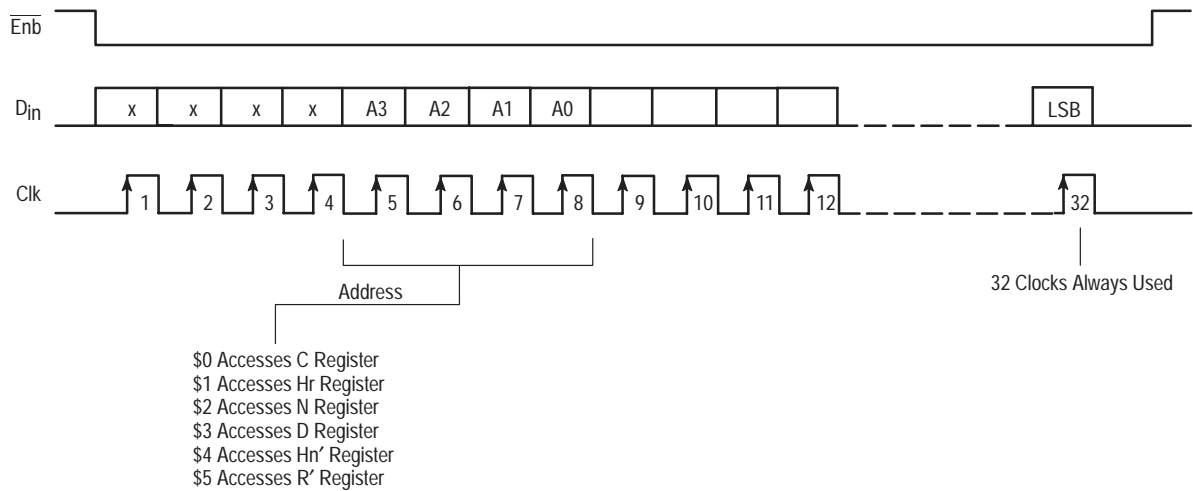 Enb
Din
x x x x A3 A2 A1 A0 LSB
Clk
1 2 3 4 5 6 7 8 9 10 11 12 32
Address
32 Clocks Always Used
$0 Accesses C Register
$1 Accesses Hr Register
$2 Accesses N Register
$3 Accesses D Register
$4 Accesses Hn′ Register
$5 Accesses R′ Register